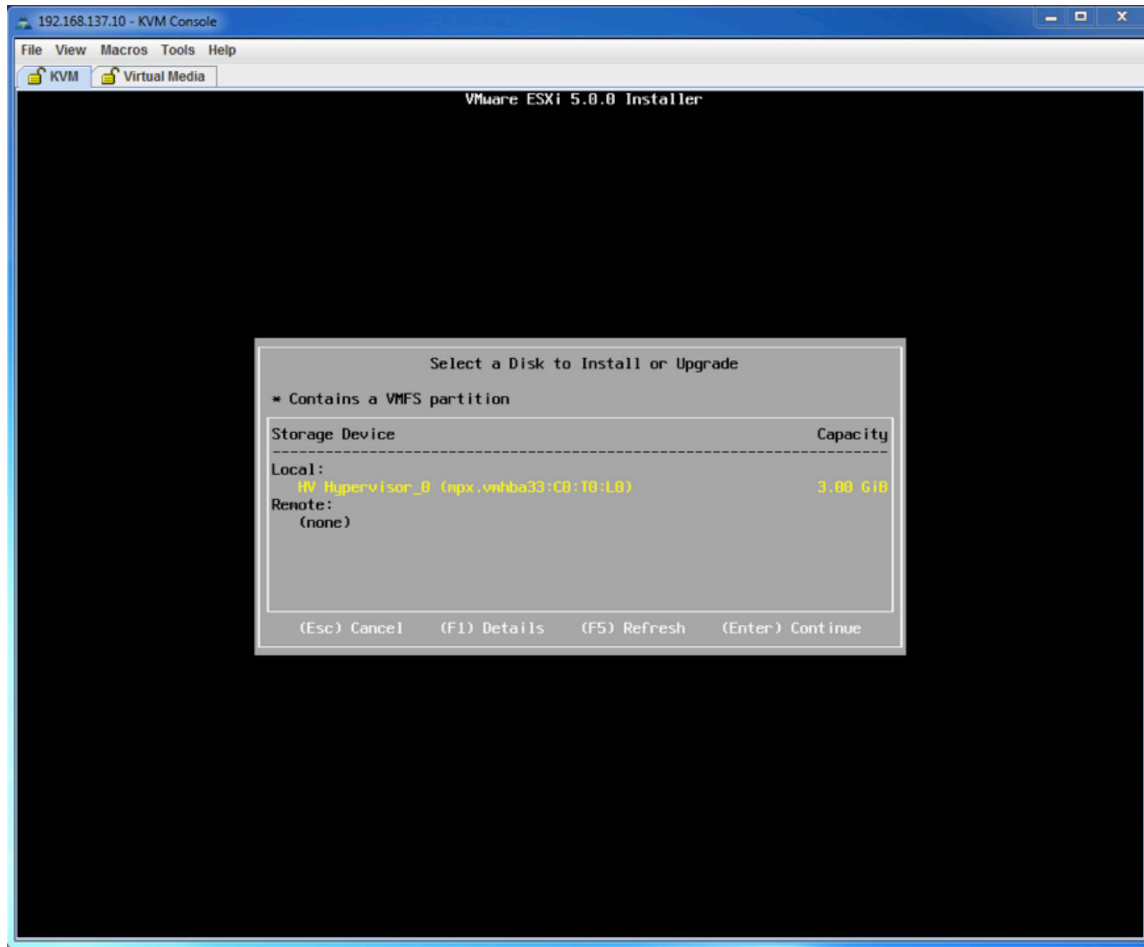 192.168.137.10 - KVM Console
File View Macros Tools Help
KVM Virtual Media
VMware ESXi 5.0.0 Installer
Select a Disk to Install or Upgrade
* Contains a VMFS partition
Storage Device Capacity
Local:
HV Hypervisor_0 (mpx.vmhba33:C0:T0:L0) 3.00 GiB
Remote:
(none)
(Esc) Cancel (F1) Details (F5) Refresh (Enter) Continue